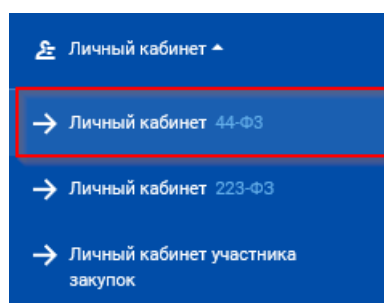 Личный кабинет
Личный кабинет 44-ФЗ
Личный кабинет 223-ФЗ
Личный кабинет участника
закупок